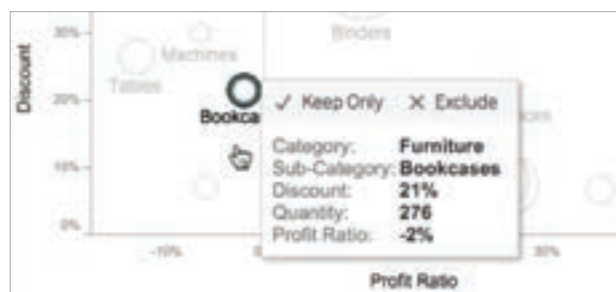 30%
Machines
Binders
Discount
Tables
20%
Bookca
✓ Keep Only ✕ Exclude
Category: Furniture
Sub-Category: Bookcases
Discount: 21%
Quantity: 276
Profit Ratio: -2%
10%
0%
-10%
30%
Profit Ratio